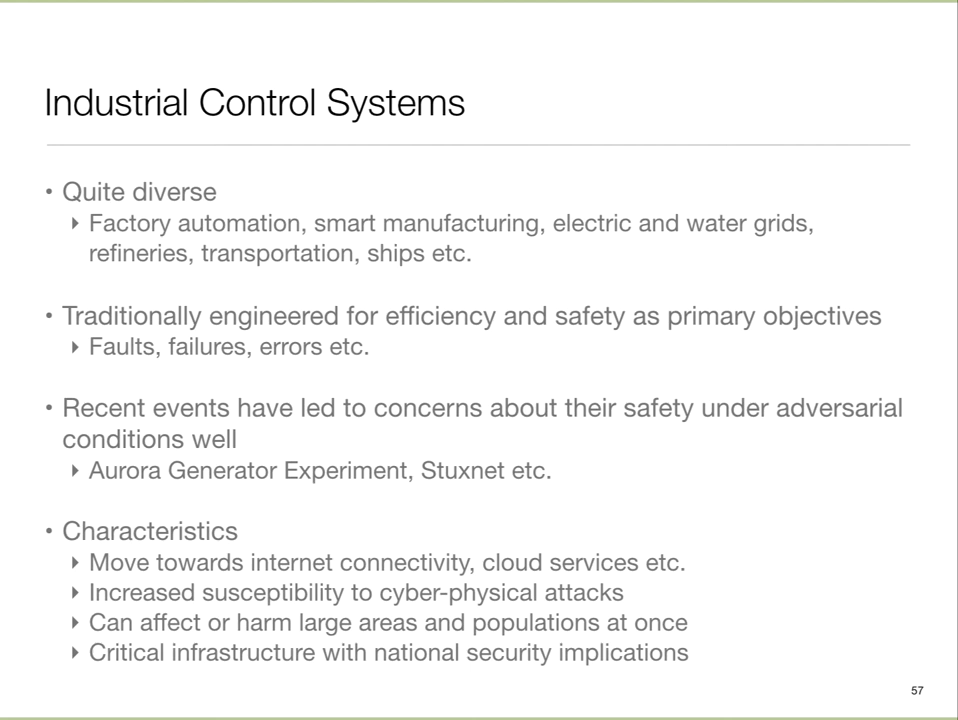 Industrial Control Systems
• Quite diverse
‣ Factory automation, smart manufacturing, electric and water grids,
refineries, transportation, ships etc.
• Traditionally engineered for efficiency and safety as primary objectives
‣ Faults, failures, errors etc.
• Recent events have led to concerns about their safety under adversarial
conditions well
‣ Aurora Generator Experiment, Stuxnet etc.
• Characteristics
‣ Move towards internet connectivity, cloud services etc.
‣ Increased susceptibility to cyber-physical attacks
‣ Can affect or harm large areas and populations at once
‣ Critical infrastructure with national security implications
57